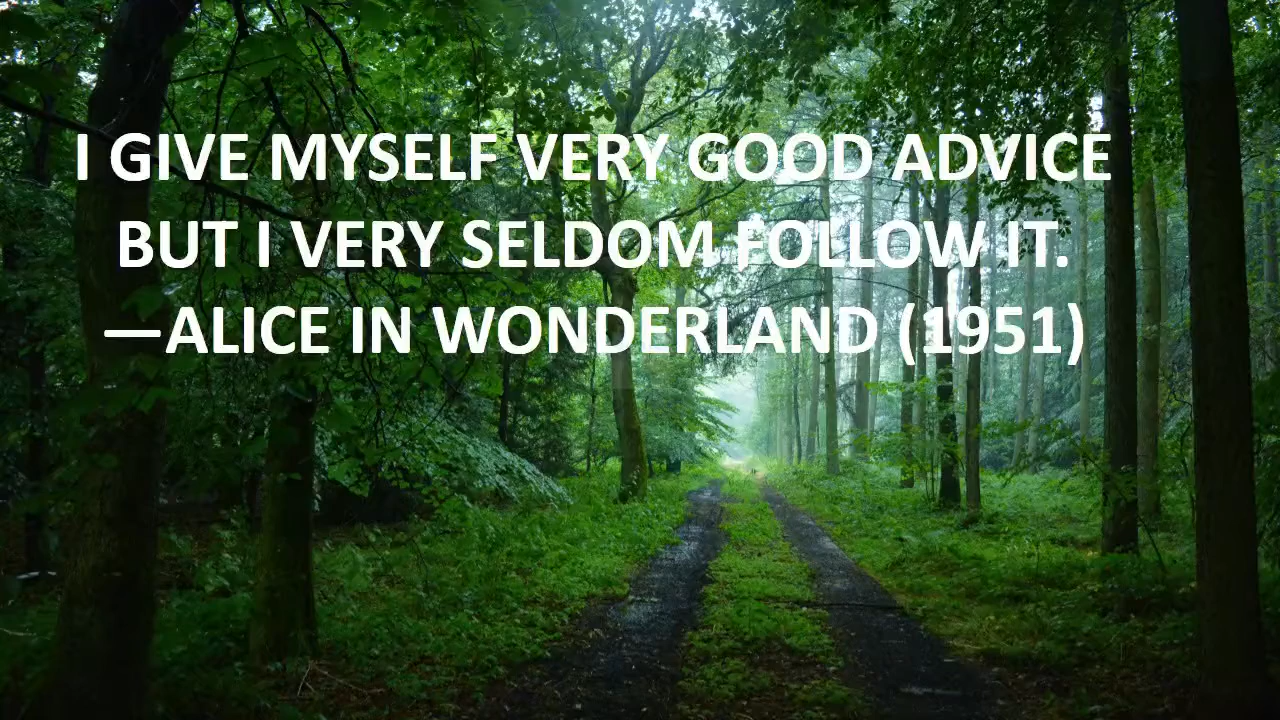 I GIVE MYSELF VERY GOOD ADVICE
BUT I VERY SELDOM FOLLOW IT.
—ALICE IN WONDERLAND (1951)